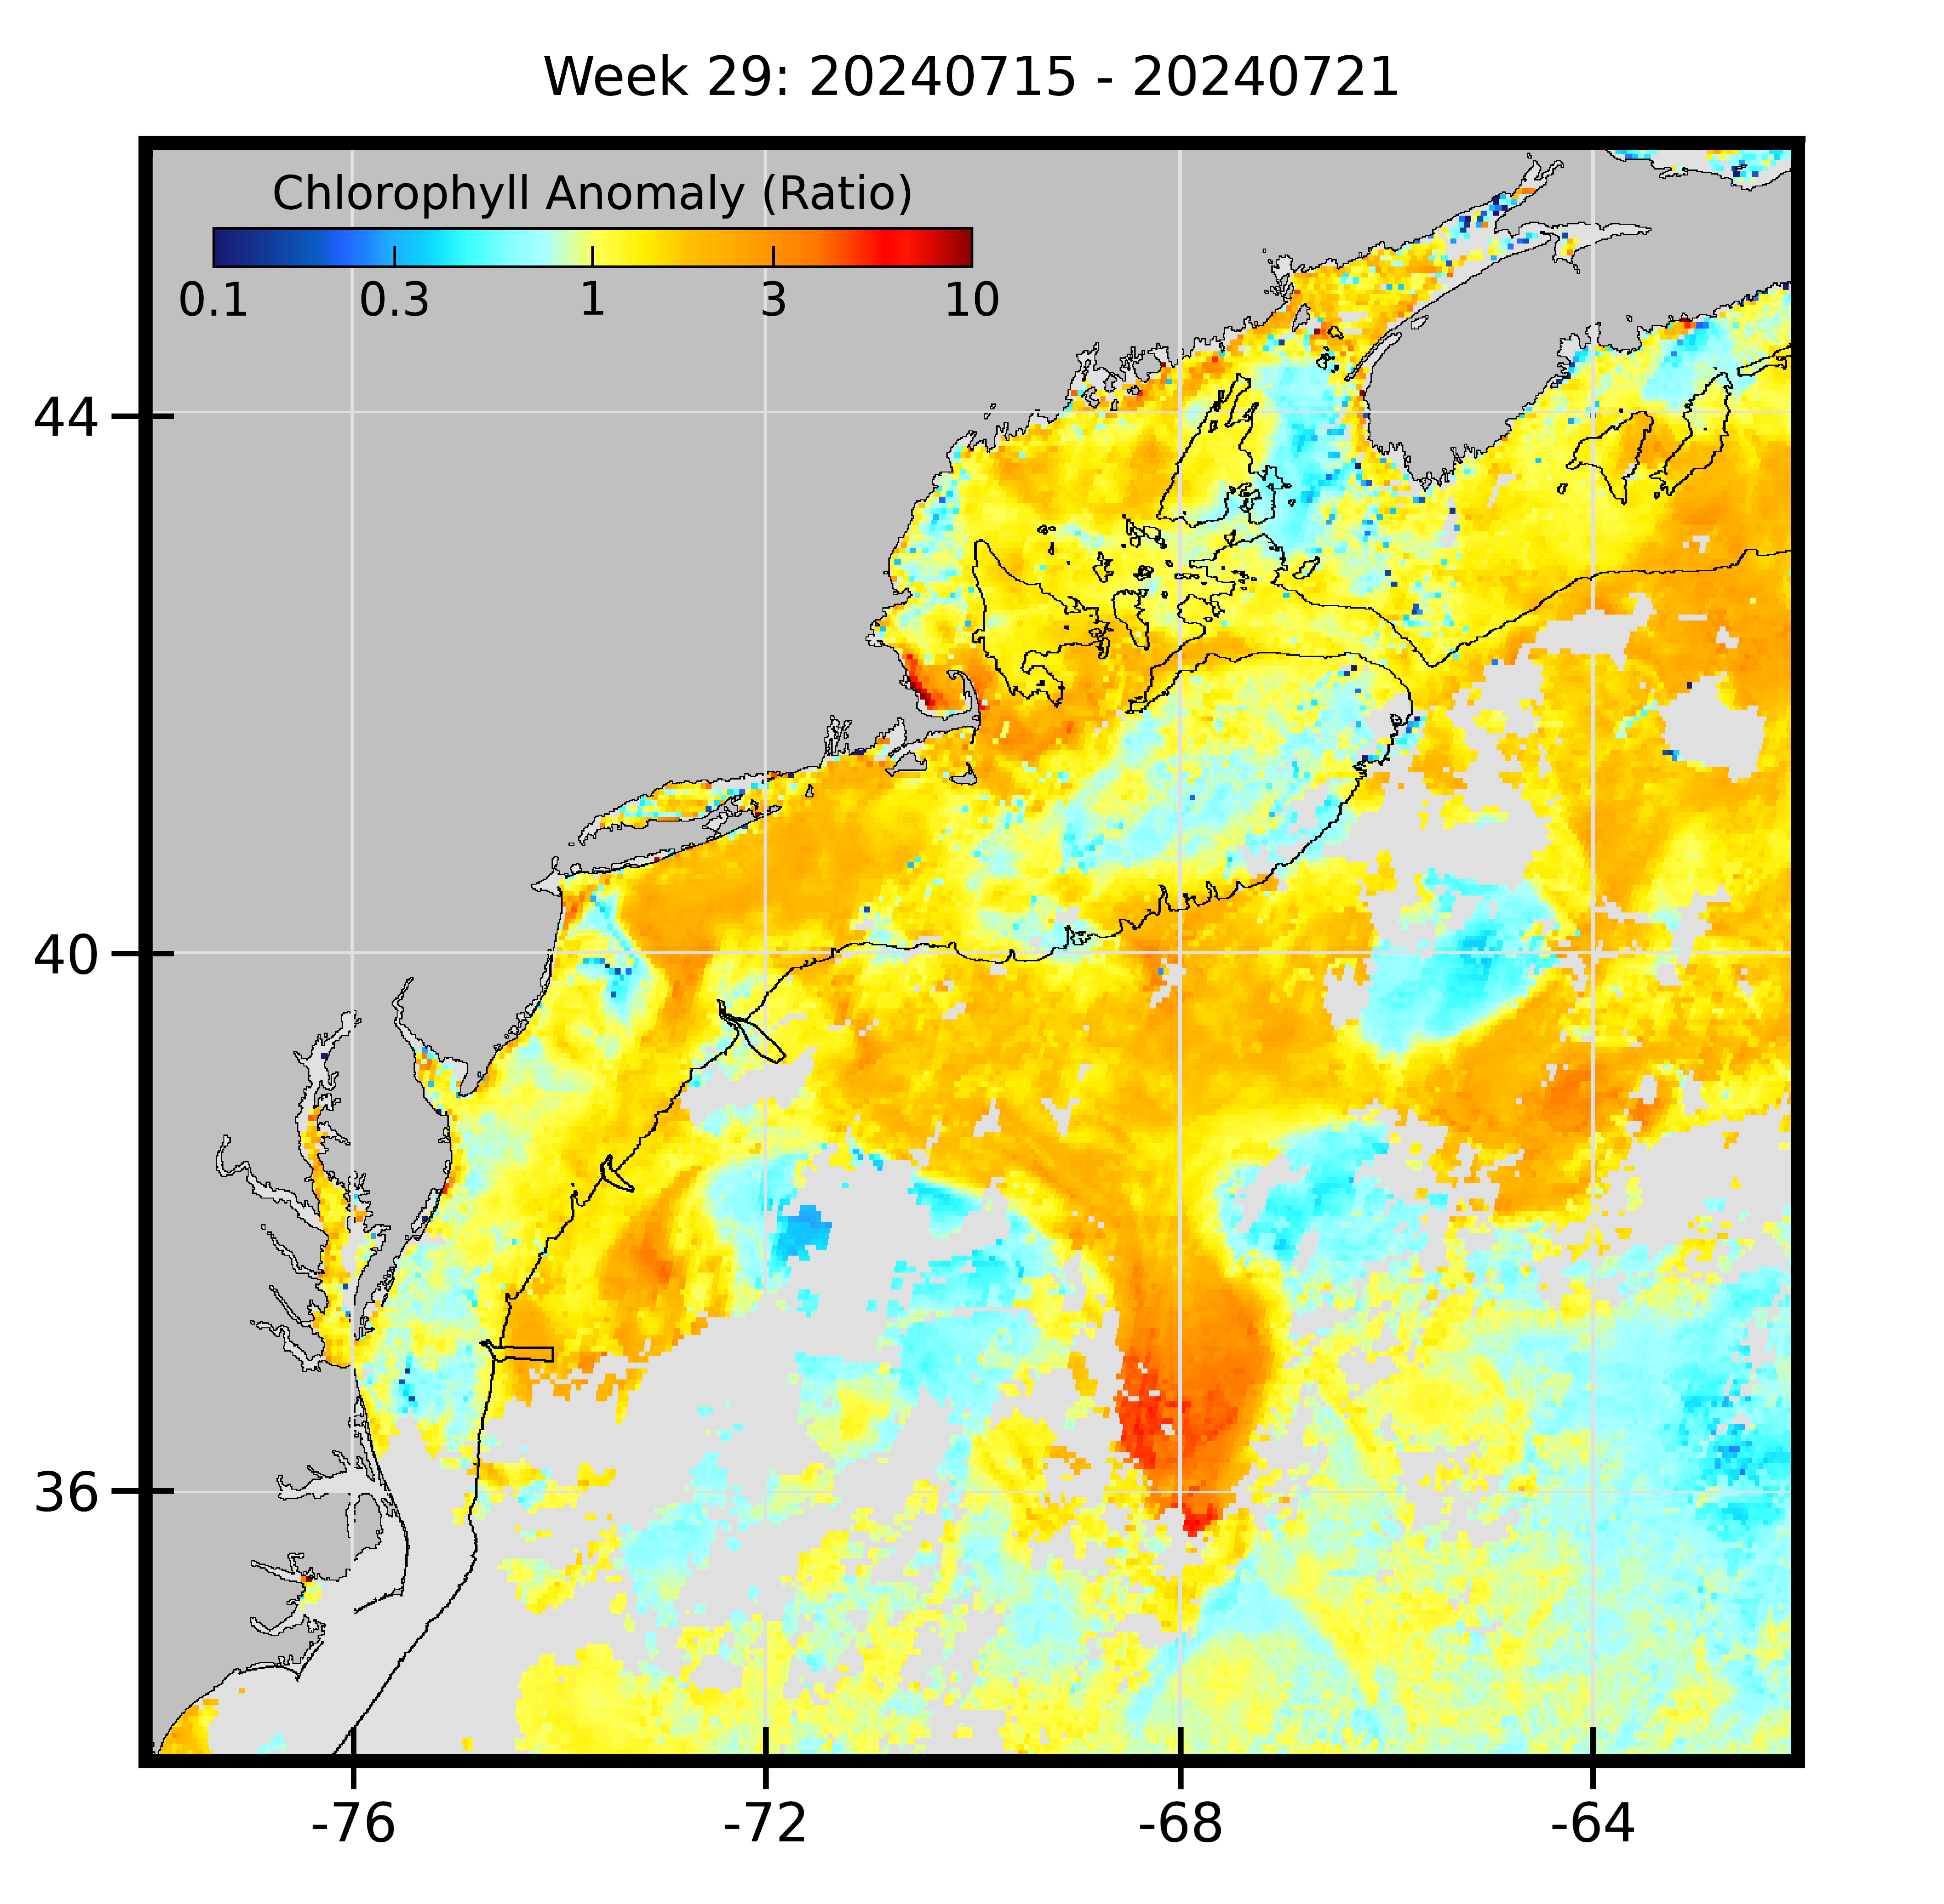 Week 29: 20240715 - 20240721
Chlorophyll Anomaly (Ratio)
0.1 0.3 1 3 10
44
40
36
-76 -72 -68 -64